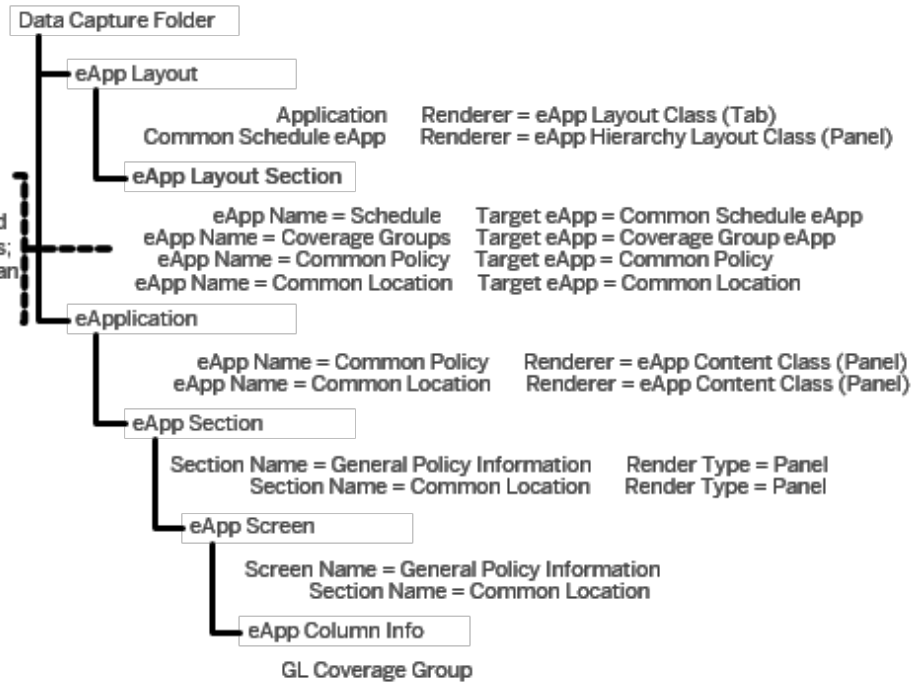 Data Capture Folder
eApp Layout
Application Renderer = eApp Layout Class (Tab)
Common Schedule eApp Renderer = eApp Hierarchy Layout Class (Panel)
eApp Layout Section
eApp Name = Schedule Target eApp = Common Schedule eApp
eApp Name = Coverage Groups Target eApp = Coverage Group eApp
eApp Name = Common Policy Target eApp = Common Policy
eApp Name = Common Location Target eApp = Common Location
eApplication
eApp Name = Common Policy Renderer = eApp Content Class (Panel)
eApp Name = Common Location Renderer = eApp Content Class (Panel)
eApp Section
Section Name = General Policy Information Render Type = Panel
Section Name = Common Location Render Type = Panel
eApp Screen
Screen Name = General Policy Information
Section Name = Common Location
eApp Column Info
GL Coverage Group